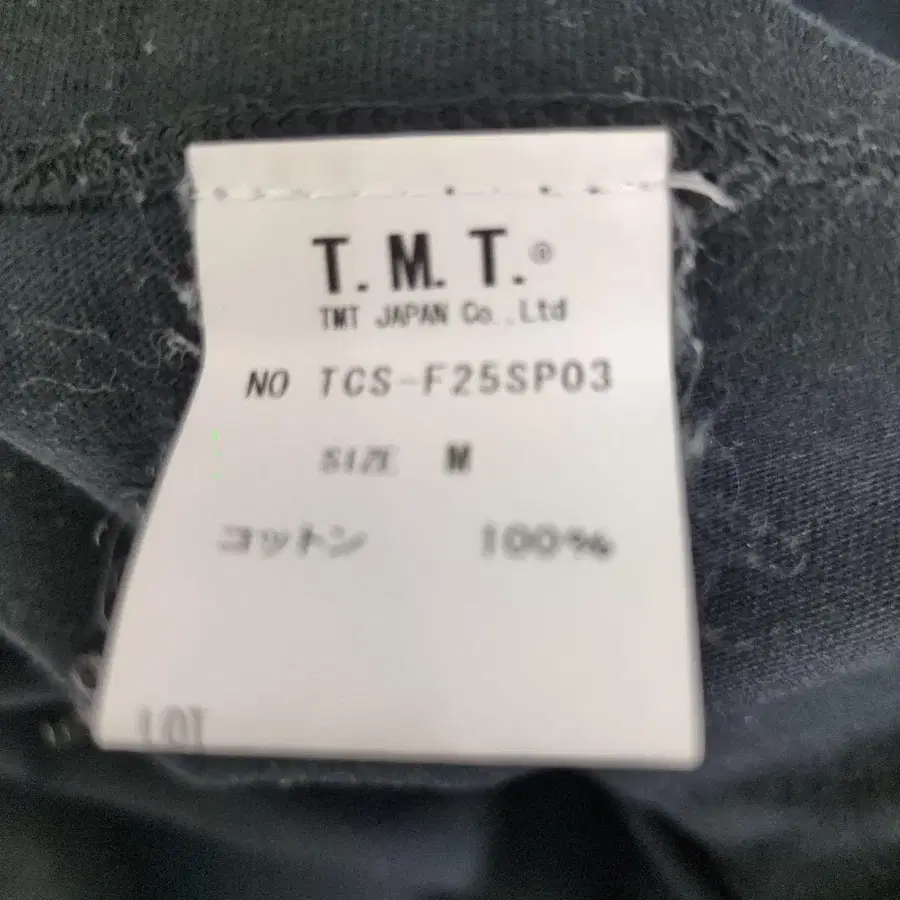 T.M.T.®
TMT JAPAN Co.,Ltd
NO TCS-F25SP03
SIZE M
コットン 100%